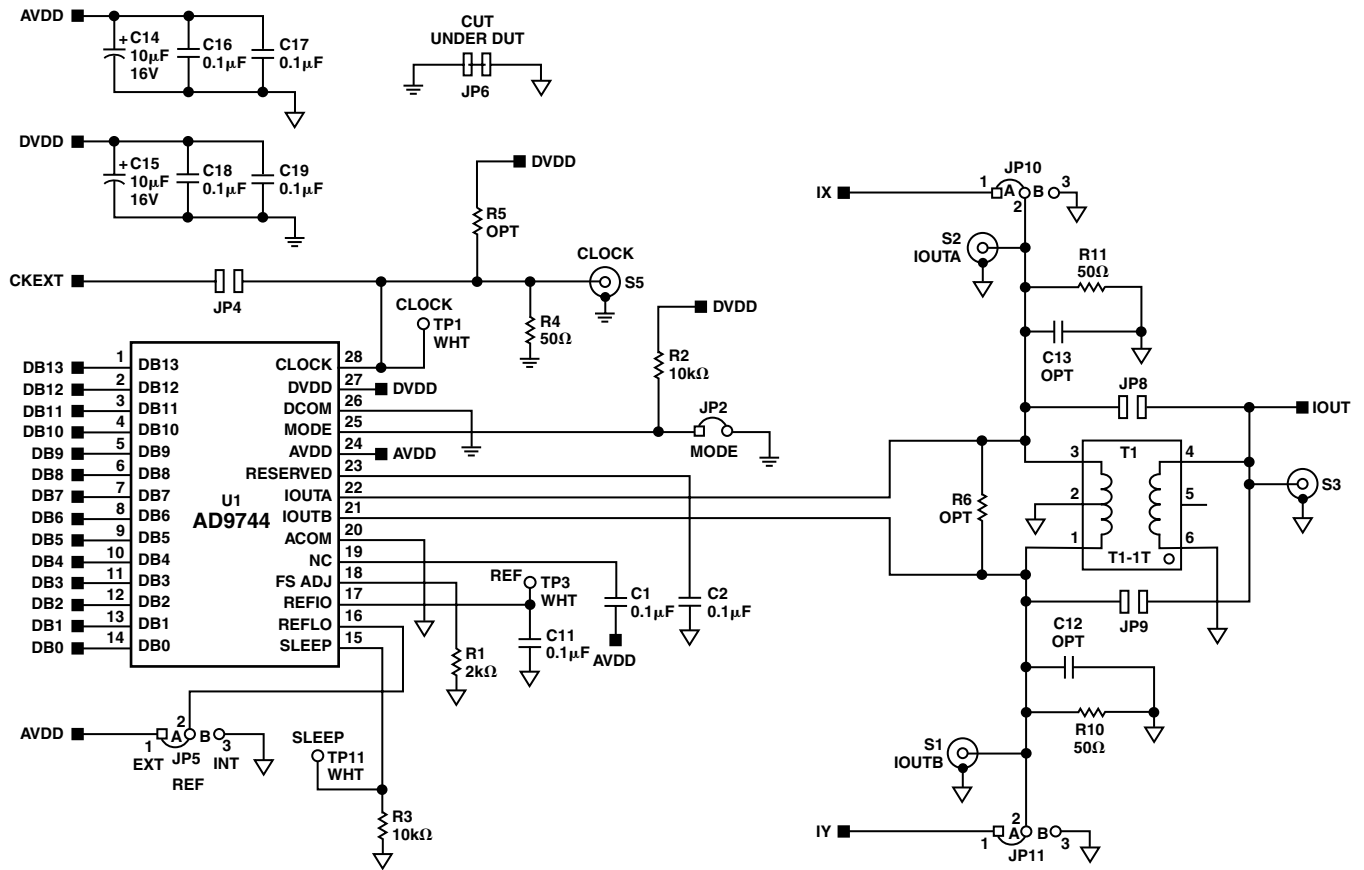 AVDD
+ C14
10µF
16V
C16
0.1µF
C17
0.1µF
CUT
UNDER DUT
JP6
DVDD
+ C15
10µF
16V
C18
0.1µF
C19
0.1µF
DVDD
R5
OPT
CKEXT
JP4
CLOCK
S5
CLOCK
TP1
WHT
R4
50Ω
DVDD
R2
10kΩ
JP2
MODE
DB13 1 DB13
DB12 2 DB12
DB11 3 DB11
DB10 4 DB10
DB9 5 DB9
DB8 6 DB8
DB7 7 DB7
DB6 8 DB6
DB5 9 DB5
DB4 10 DB4
DB3 11 DB3
DB2 12 DB2
DB1 13 DB1
DB0 14 DB0
U1
AD9744
CLOCK 28
DVDD 27 DVDD
DCOM 26
MODE 25
AVDD 24 AVDD
RESERVED 23
IOUTA 22
IOUTB 21
ACOM 20
NC 19
FS ADJ 18
REFIO 17
REFLO 16
SLEEP 15
REF
TP3
WHT
C11
0.1µF
R1
2kΩ
C1
0.1µF
AVDD
C2
0.1µF
AVDD
1 2 A B 3
EXT JP5 INT
REF
SLEEP
TP11
WHT
R3
10kΩ
IX
JP10
1 A B 3
2
S2
IOUTA
R11
50Ω
C13
OPT
JP8
IOUT
R6
OPT
T1
3 4
2 5
1 6
T1-1T
S3
JP9
C12
OPT
R10
50Ω
S1
IOUTB
IY
2
1 A B 3
JP11